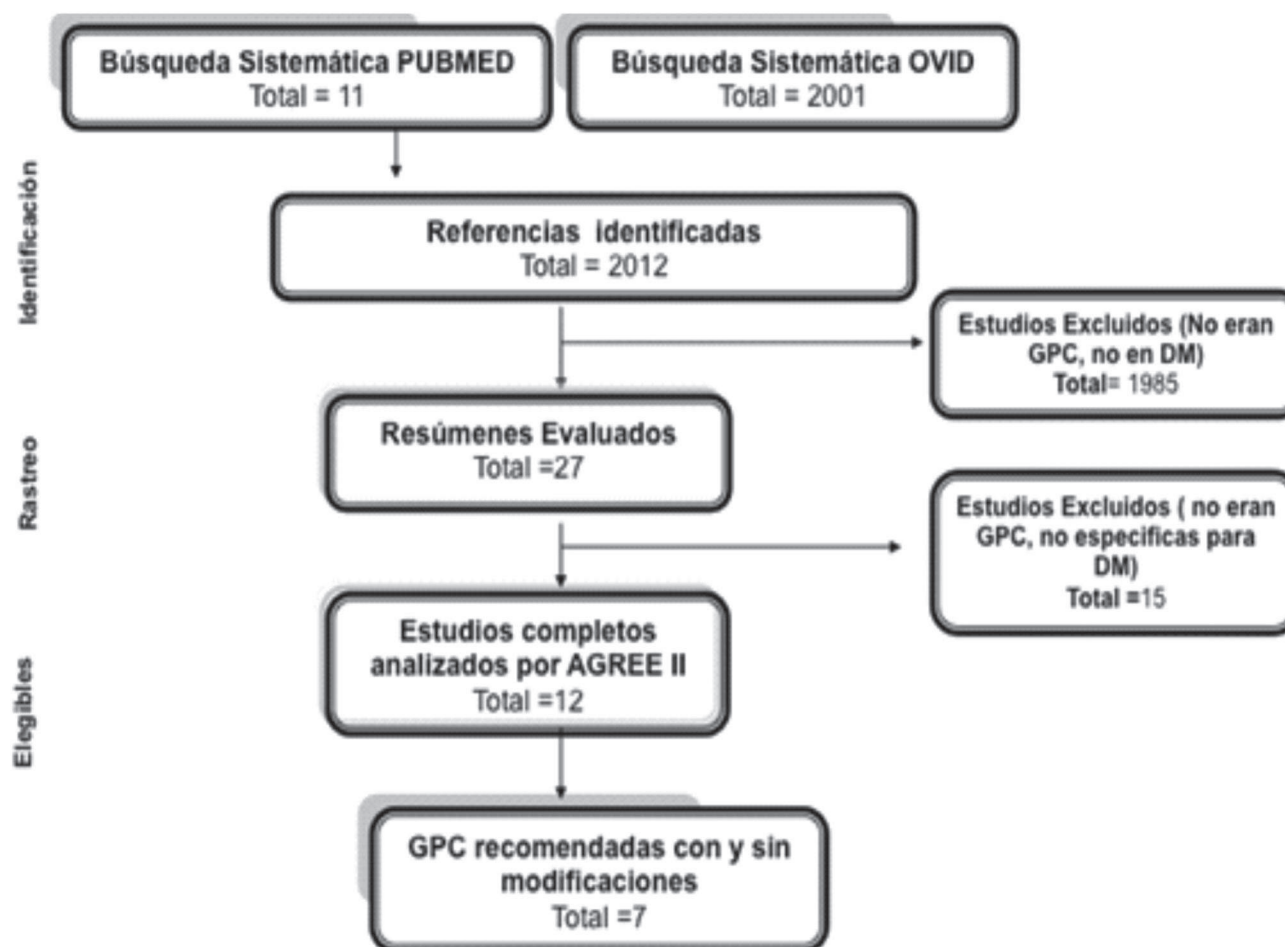 Búsqueda Sistemática PUBMED
Total = 11
Búsqueda Sistemática OVID
Total = 2001
Identificación
Referencias identificadas
Total = 2012
Estudios Excluidos (No eran
GPC, no en DM)
Total= 1985
Rastreo
Resúmenes Evaluados
Total =27
Estudios Excluidos ( no eran
GPC, no especificas para
DM)
Total =15
Elegibles
Estudios completos
analizados por AGREE II
Total =12
GPC recomendadas con y sin
modificaciones
Total =7